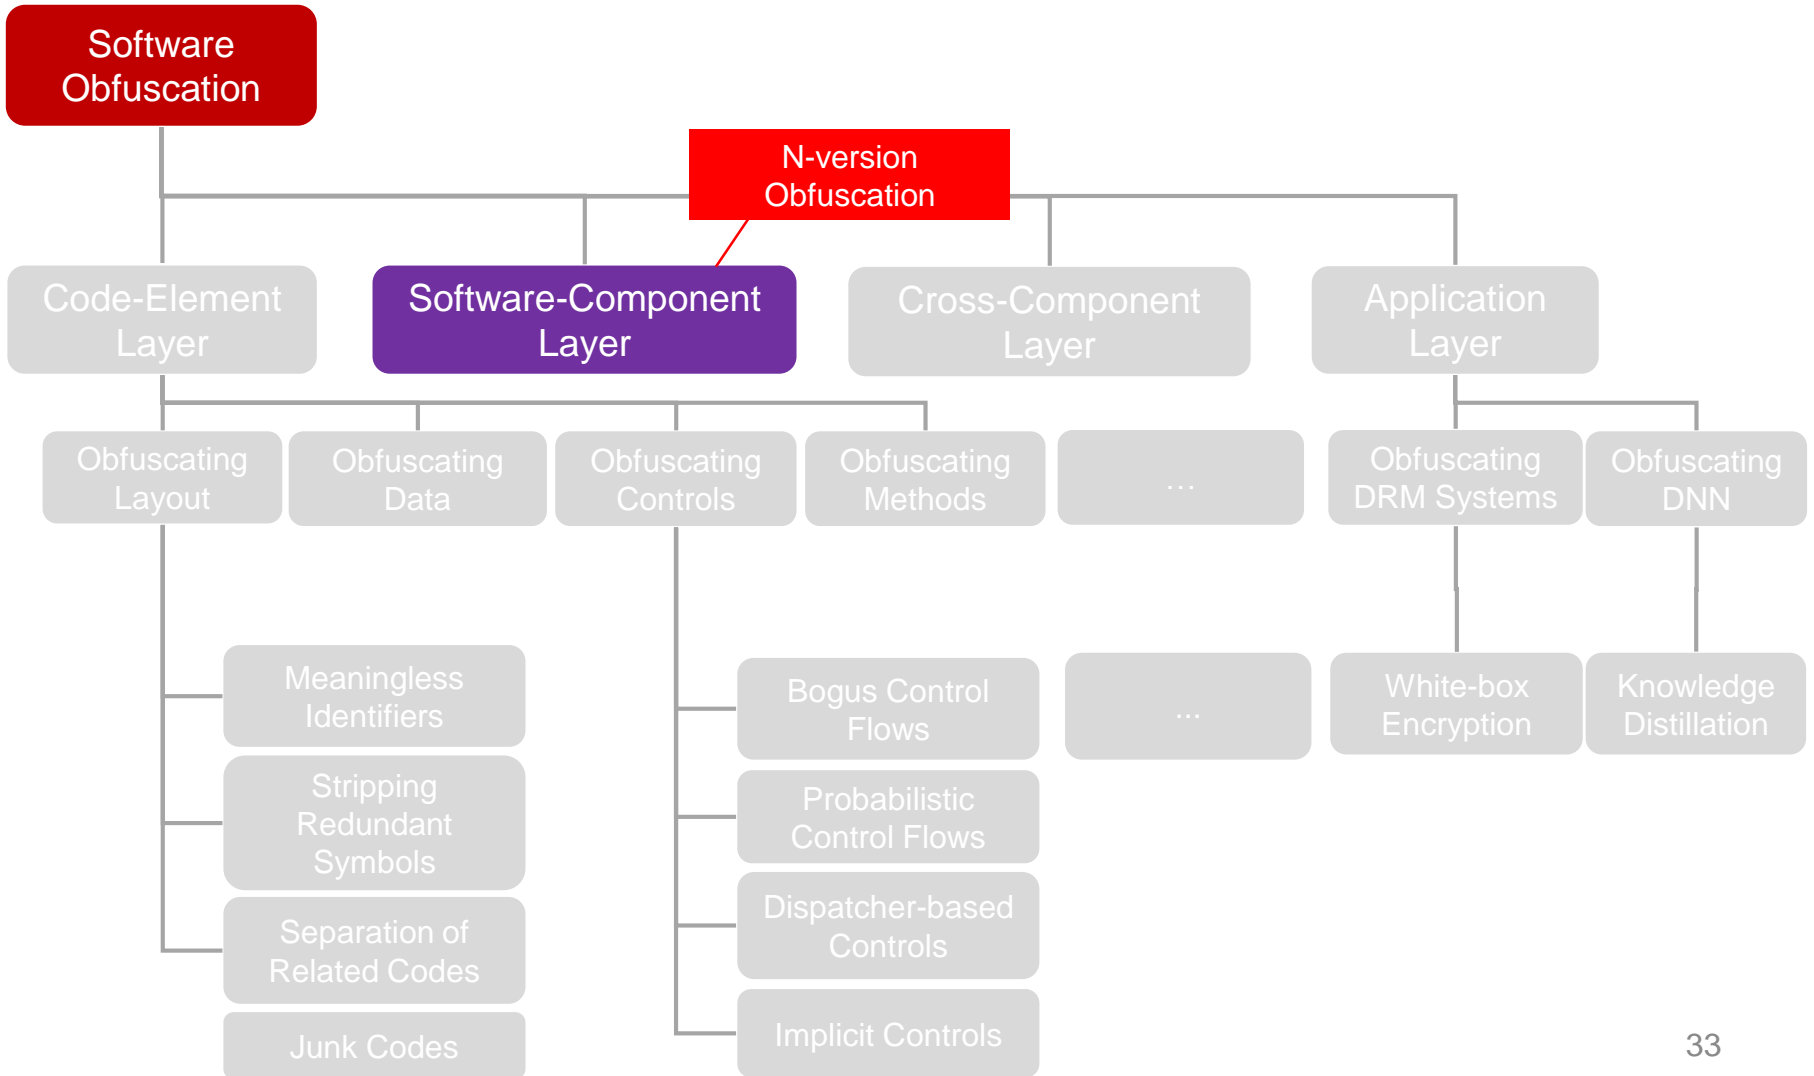 Software
Obfuscation
N-version
Obfuscation
Code-Element
Layer
Software-Component
Layer
Cross-Component
Layer
Application
Layer
Obfuscating
Layout
Obfuscating
Data
Obfuscating
Controls
Obfuscating
Methods
...
Obfuscating
DRM Systems
Obfuscating
DNN
Meaningless
Identifiers
Stripping
Redundant
Symbols
Separation of
Related Codes
Junk Codes
Bogus Control
Flows
Probabilistic
Control Flows
Dispatcher-based
Controls
Implicit Controls
...
White-box
Encryption
Knowledge
Distillation
33